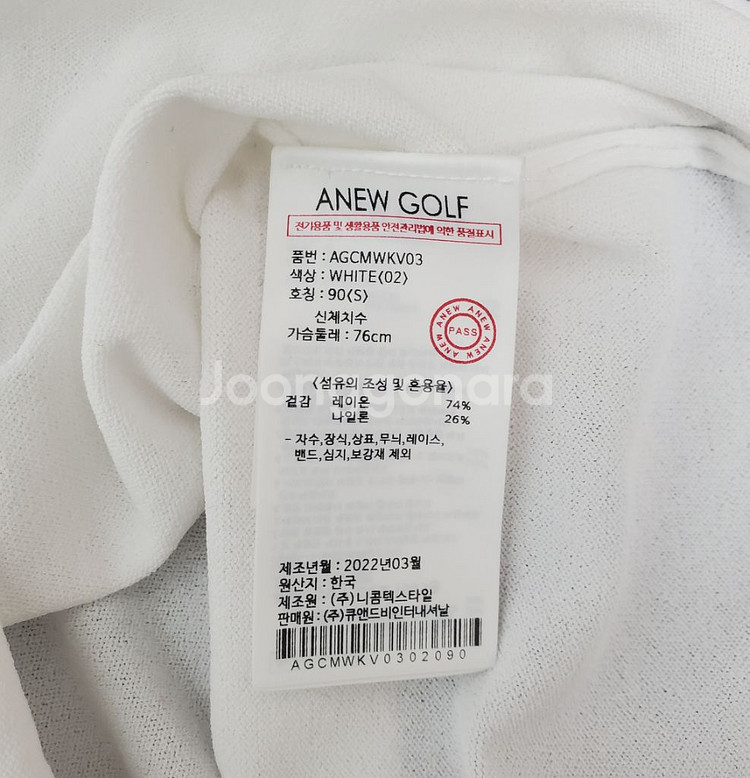 ANEW GOLF
전기용품 및 생활용품 안전관리법에 의한 품질표시
품번 : AGCMWKV03
색상 : WHITE(02)
호칭 : 90(S)
신체치수
가슴둘레 : 76cm
ANEW ANEW ANEW ANEW
PASS
(섬유의 조성 및 혼용율)
Joonggonara
겉감 레이온 74%
나일론 26%
- 자수,장식,상표,무늬,레이스,
밴드,심지,보강재 제외
제조년월 : 2022년03월
원산지 : 한국
제조원 : (주)니콤텍스타일
판매원 : (주)큐앤드비인터내셔날
AGCMWKV0302090